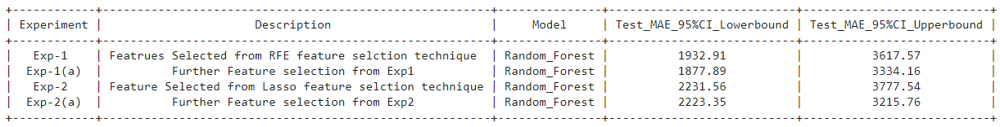 Experiment | Description | Model | Test_MAE_95%CI_Lowerbound | Test_MAE_95%CI_Upperbound
Exp-1 | Featrues Selected from RFE feature selction technique | Random_Forest | 1932.91 | 3617.57
Exp-1(a) | Further Feature selection from Exp1 | Random_Forest | 1877.89 | 3334.16
Exp-2 | Feature Selected from Lasso feature selction technique | Random_Forest | 2231.56 | 3777.54
Exp-2(a) | Further Feature selection from Exp2 | Random_Forest | 2223.35 | 3215.76